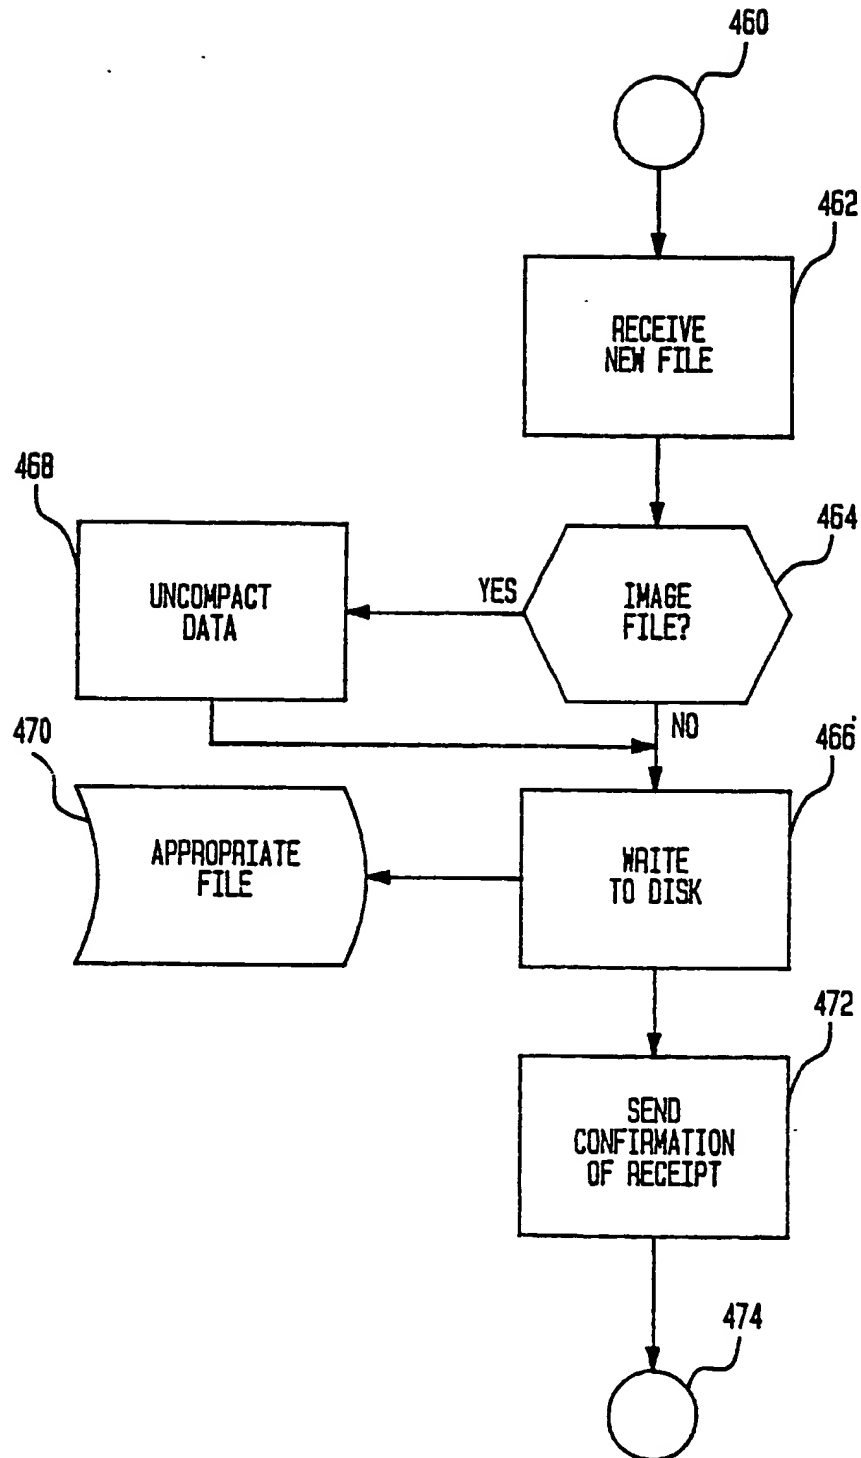 460
462
RECEIVE
NEW FILE
468
464
UNCOMPACT
DATA
YES
IMAGE
FILE?
470
NO
466
APPROPRIATE
FILE
WRITE
TO DISK
472
SEND
CONFIRMATION
OF RECEIPT
474